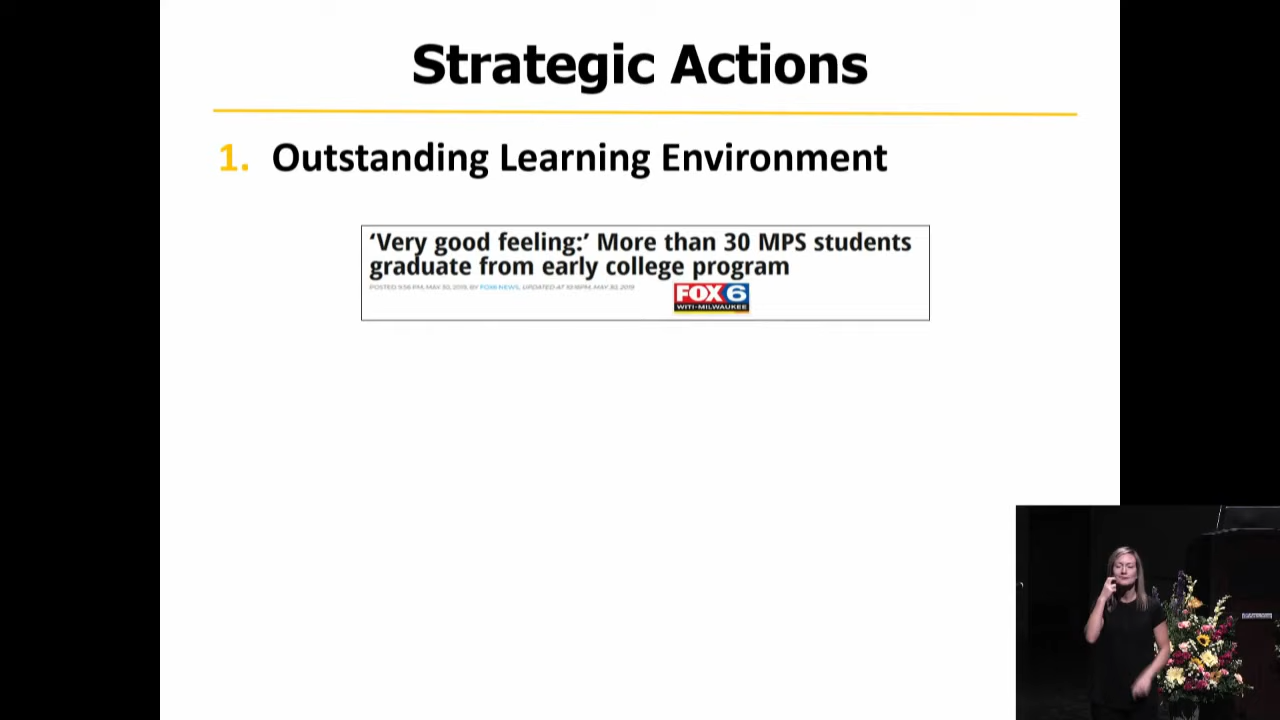 Strategic Actions
1. Outstanding Learning Environment
‘Very good feeling:’ More than 30 MPS students
graduate from early college program
POSTED 9:56 PM, MAY 30, 2019, BY FOX6 NEWS, UPDATED AT 10:16PM, MAY 30, 2019
FOX 6
WITI-MILWAUKEE